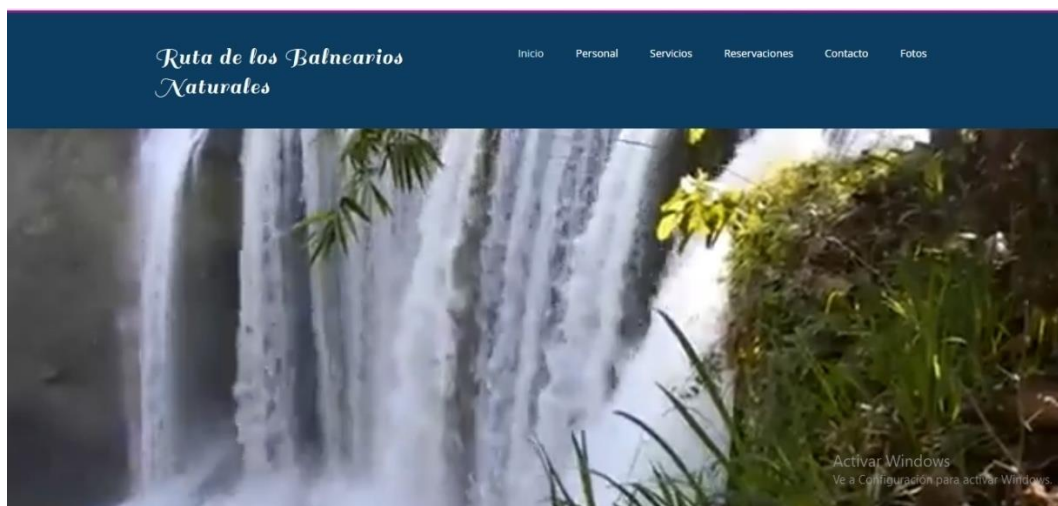 Ruta de los Balnearios
Naturales
Inicio Personal Servicios Reservaciones Contacto Fotos
Activar Windows
Ve a Configuración para activar Windows.